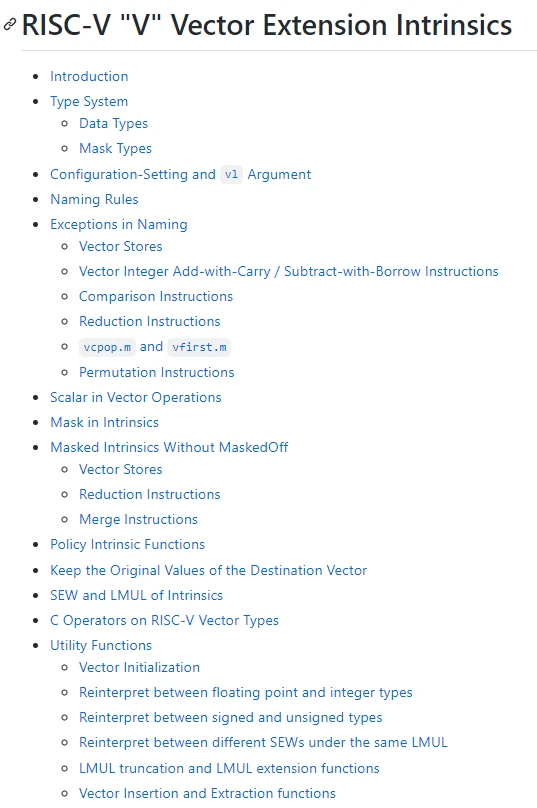 RISC-V "V" Vector Extension Intrinsics
Introduction
Type System
Data Types
Mask Types
Configuration-Setting and vl Argument
Naming Rules
Exceptions in Naming
Vector Stores
Vector Integer Add-with-Carry / Subtract-with-Borrow Instructions
Comparison Instructions
Reduction Instructions
vcpop.m and vfirst.m
Permutation Instructions
Scalar in Vector Operations
Mask in Intrinsics
Masked Intrinsics Without MaskedOff
Vector Stores
Reduction Instructions
Merge Instructions
Policy Intrinsic Functions
Keep the Original Values of the Destination Vector
SEW and LMUL of Intrinsics
C Operators on RISC-V Vector Types
Utility Functions
Vector Initialization
Reinterpret between floating point and integer types
Reinterpret between signed and unsigned types
Reinterpret between different SEWs under the same LMUL
LMUL truncation and LMUL extension functions
Vector Insertion and Extraction functions